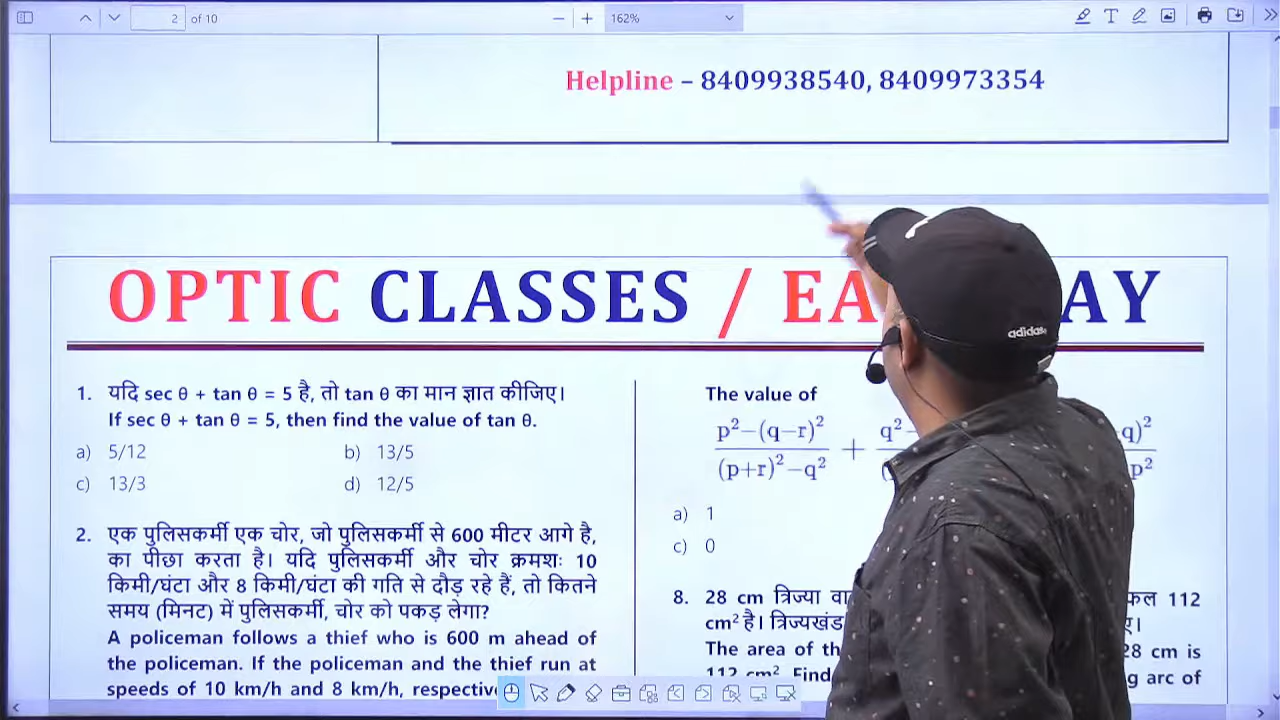 2 of 10
162%
Helpline – 8409938540, 8409973354
OPTIC CLASSES / EA AY
adidas
1. यदि sec θ + tan θ = 5 है, तो tan θ का मान ज्ञात कीजिए।
If sec θ + tan θ = 5, then find the value of tan θ.
a) 5/12 b) 13/5
c) 13/3 d) 12/5
2. एक पुलिसकर्मी एक चोर, जो पुलिसकर्मी से 600 मीटर आगे है,
का पीछा करता है। यदि पुलिसकर्मी और चोर क्रमशः 10
किमी/घंटा और 8 किमी/घंटा की गति से दौड़ रहे हैं, तो कितने
समय (मिनट) में पुलिसकर्मी, चोर को पकड़ लेगा?
A policeman follows a thief who is 600 m ahead of
the policeman. If the policeman and the thief run at
speeds of 10 km/h and 8 km/h,
The value of
p²−(q−r)² / (p+r)²−q² + q²− q)² / p²
a) 1
c) 0
8. 28 cm त्रिज्या 112
cm² है। त्रिज्यखंड
The area of 28 cm is
112 cm². Find arc of